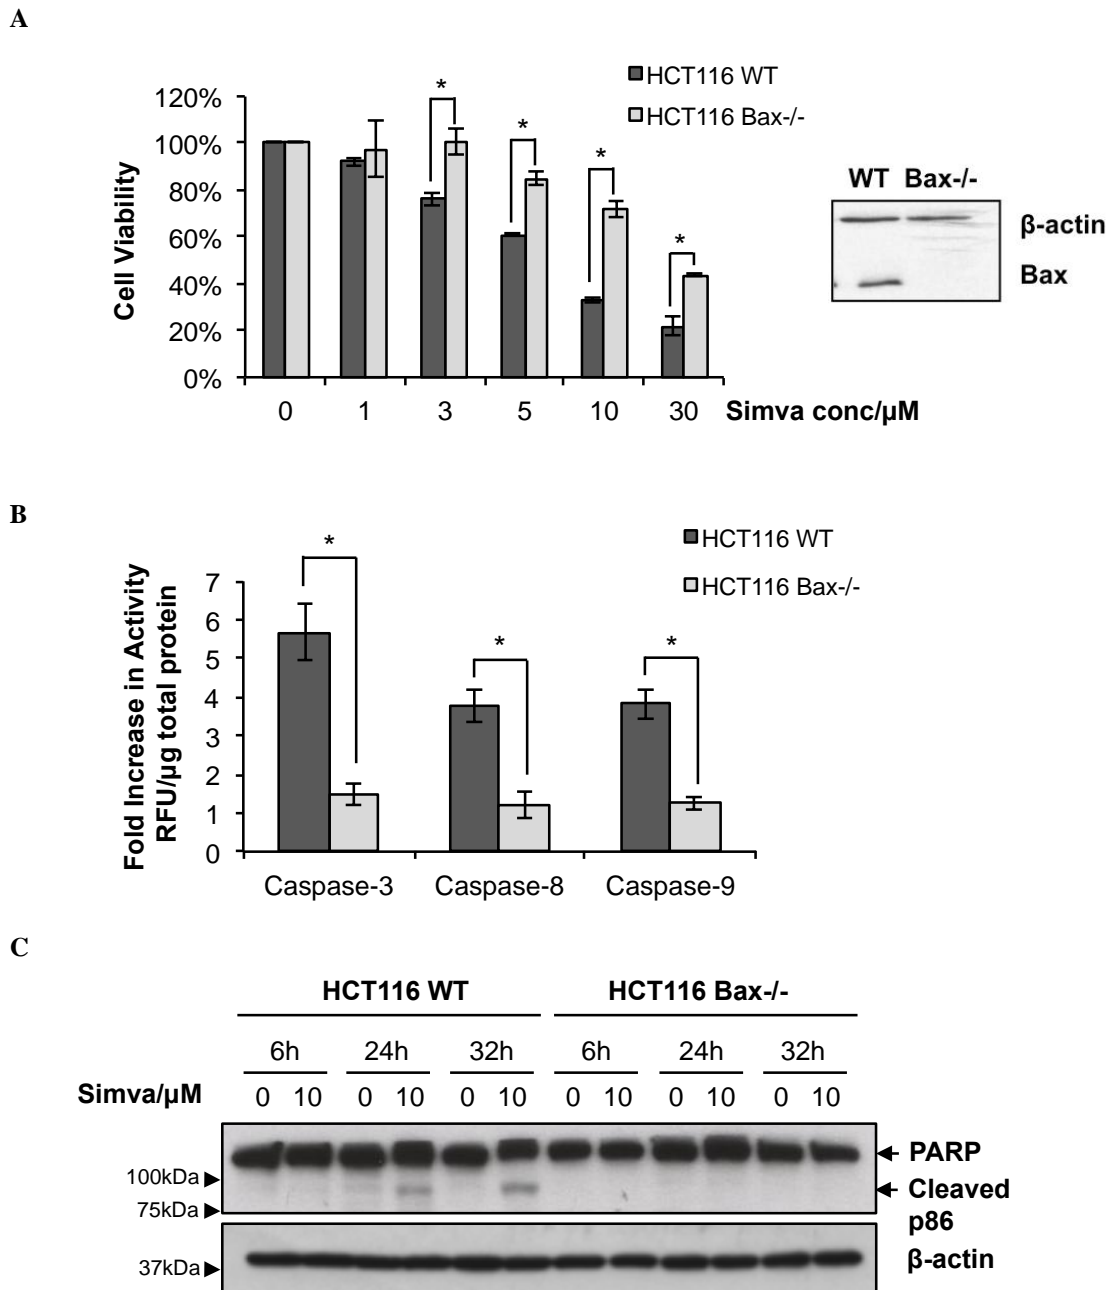 A
HCT116 WT
HCT116 Bax-/-
120%
100%
80%
60%
40%
20%
0%
Cell Viability
* * * *
0 1 3 5 10 30 Simva conc/µM
WT Bax-/-
β-actin
Bax
B
HCT116 WT
HCT116 Bax-/-
7
6
5
4
3
2
1
0
Fold Increase in Activity
RFU/µg total protein
* * *
Caspase-3 Caspase-8 Caspase-9
C
HCT116 WT HCT116 Bax-/-
6h 24h 32h 6h 24h 32h
Simva/µM 0 10 0 10 0 10 0 10 0 10 0 10
PARP
100kDa
Cleaved
p86
75kDa
β-actin
37kDa